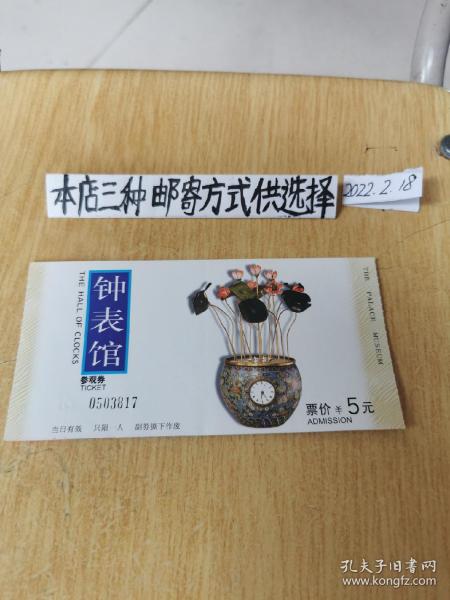 本店三种邮寄方式供选择
2022.2.18
钟表馆
THE HALL OF CLOCKS
参观券
TICKET
0503817
当日有效 只限一人 副券撕下作废
THE PALACE MUSEUM
票价 ¥ 5元
ADMISSION
孔夫子旧书网
www.kongfz.com